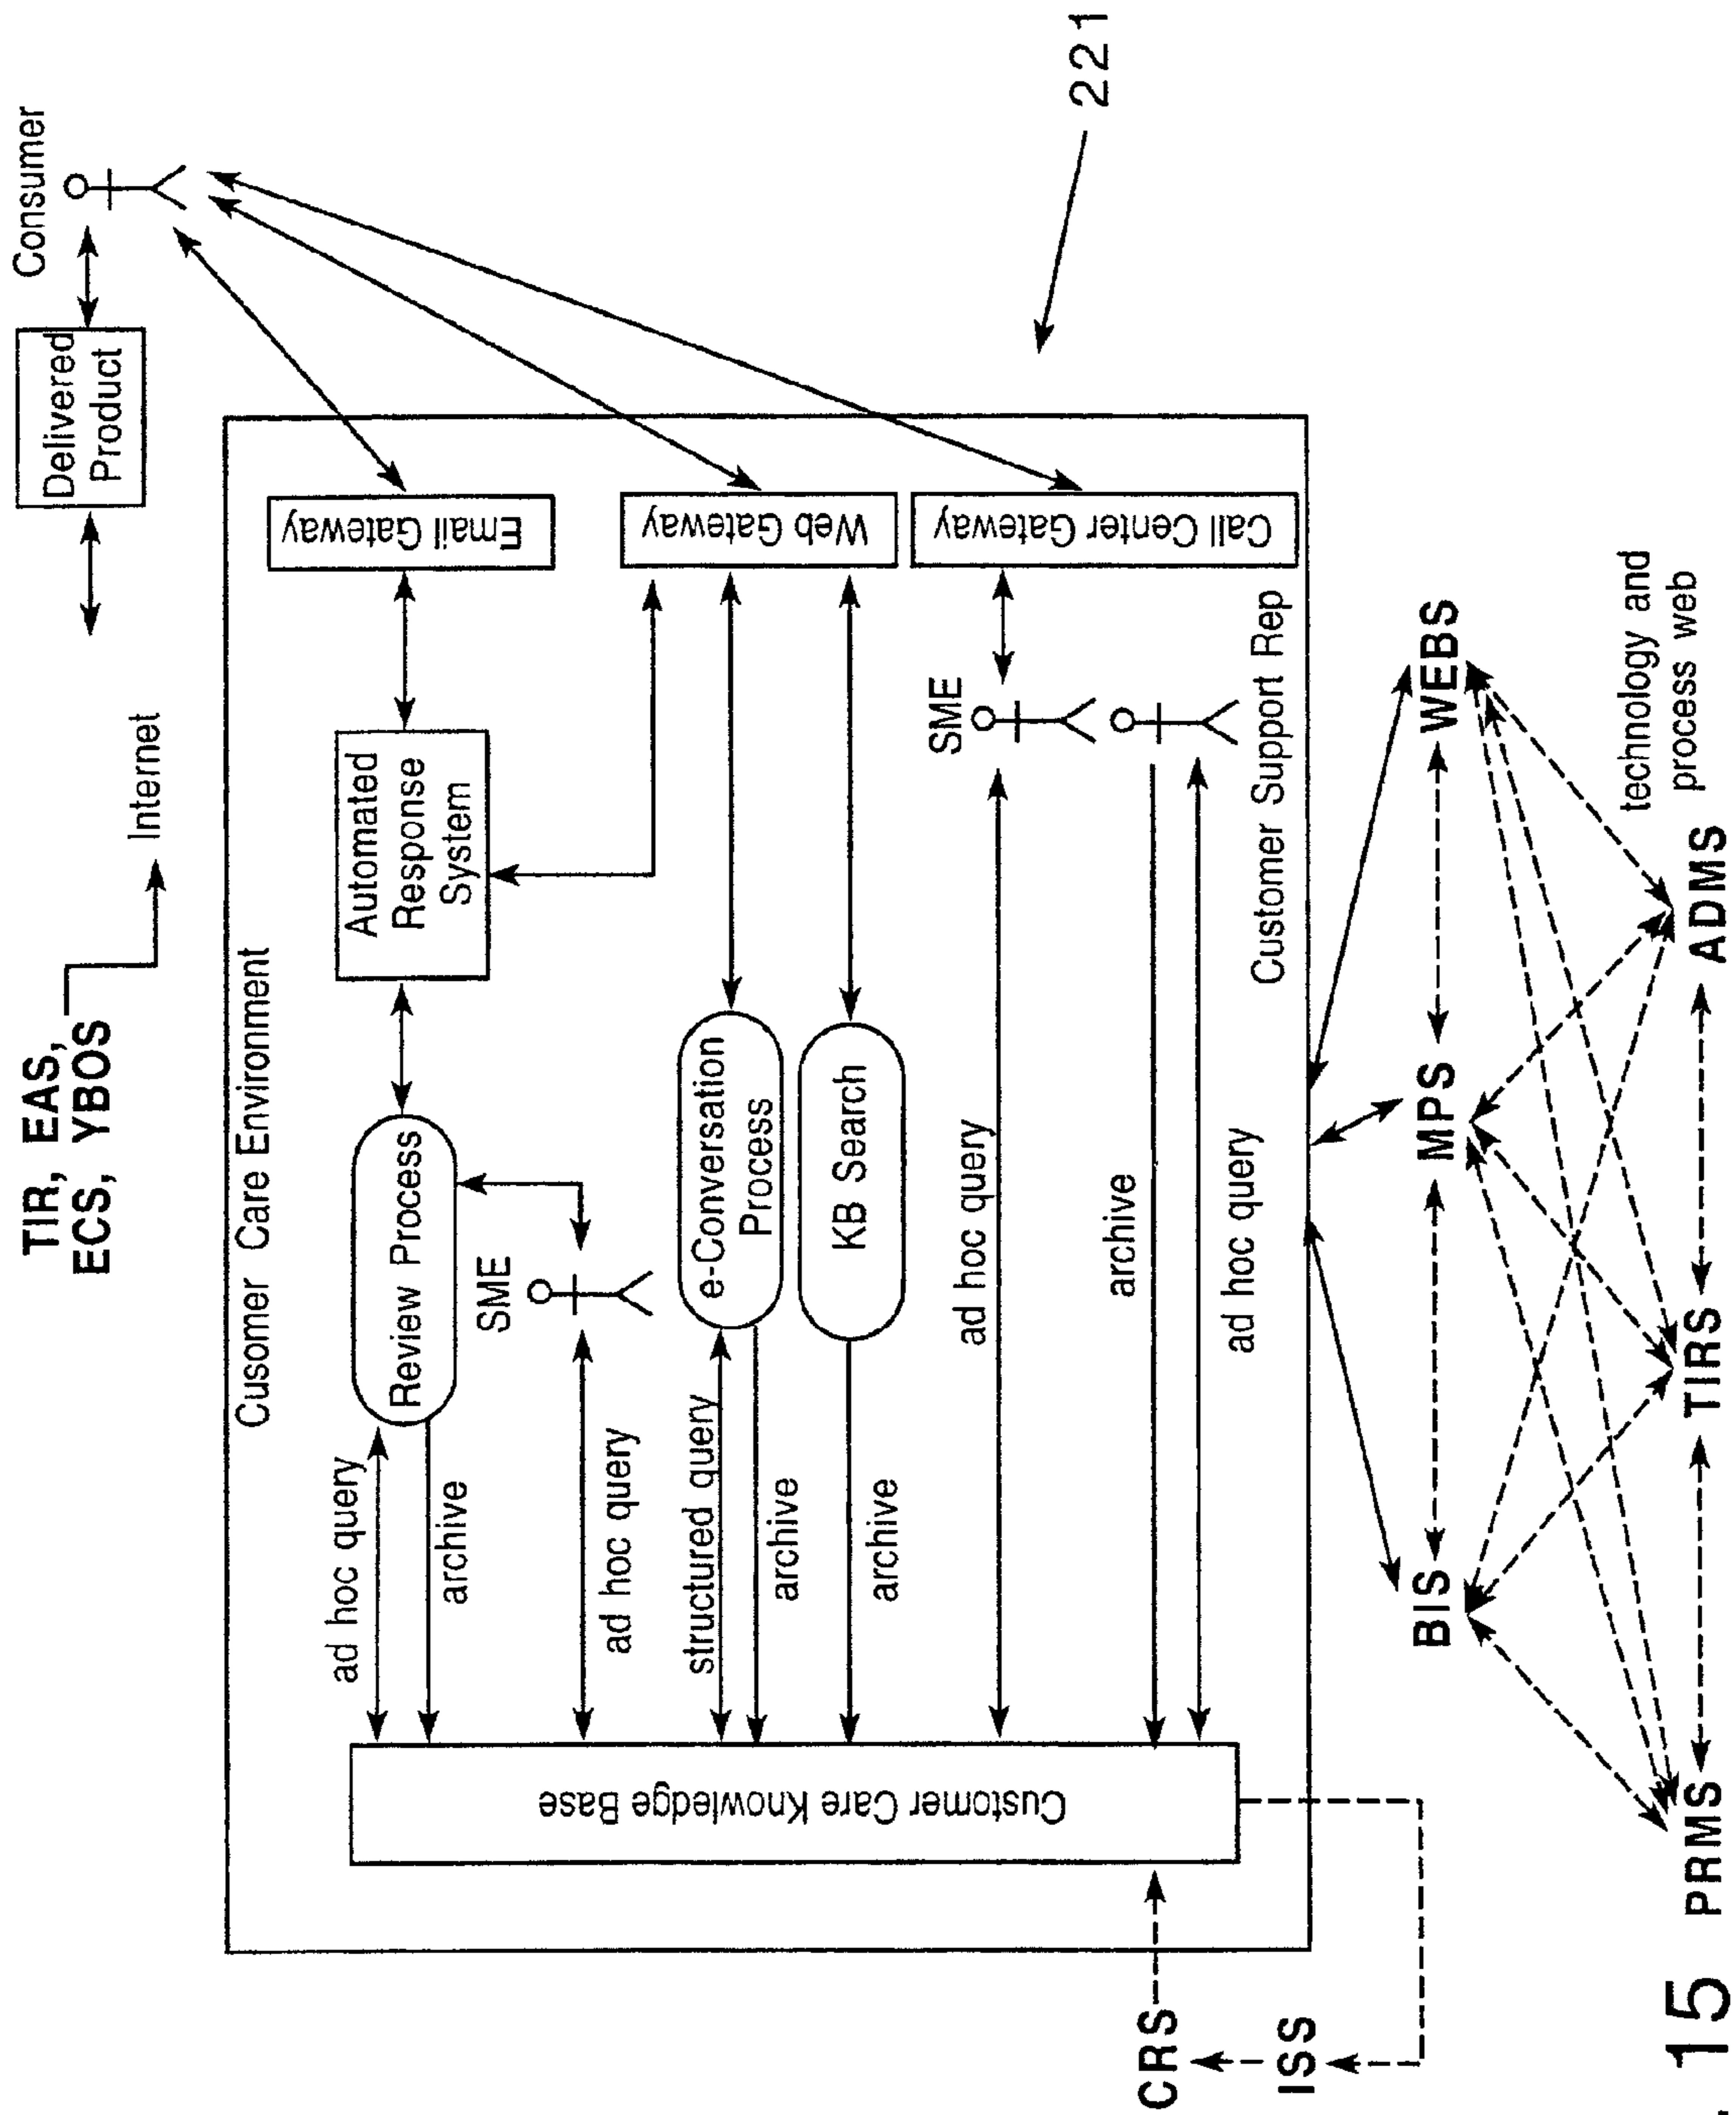 TIR, EAS,
ECS, YBOS
Internet
Delivered
Product
Consumer
Cusomer Care Environment
ad hoc query
archive
Review Process
Automated
Response
System
Email Gateway
SME
ad hoc query
structured query
archive
e-Conversation
Process
Web Gateway
archive
KB Search
Customer Care Knowledge Base
ad hoc query
SME
Call Center
Gateway
archive
ad hoc query
Customer Support Rep
221
CRS
ISS
BIS
MPS
WEBS
technology and
process web
PRMS
TIRS
ADMS
15